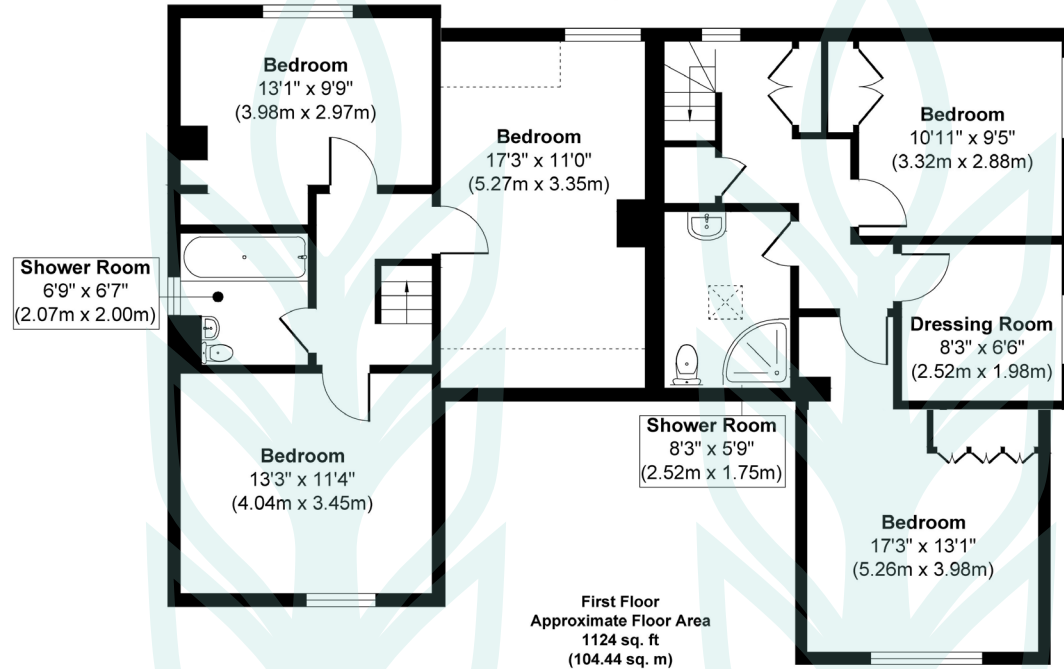 Bedroom
13'1" x 9'9"
(3.98m x 2.97m)
Bedroom
17'3" x 11'0"
(5.27m x 3.35m)
Bedroom
10'11" x 9'5"
(3.32m x 2.88m)
Shower Room
6'9" x 6'7"
(2.07m x 2.00m)
Dressing Room
8'3" x 6'6"
(2.52m x 1.98m)
Shower Room
8'3" x 5'9"
(2.52m x 1.75m)
Bedroom
13'3" x 11'4"
(4.04m x 3.45m)
Bedroom
17'3" x 13'1"
(5.26m x 3.98m)
First Floor
Approximate Floor Area
1124 sq. ft
(104.44 sq. m)